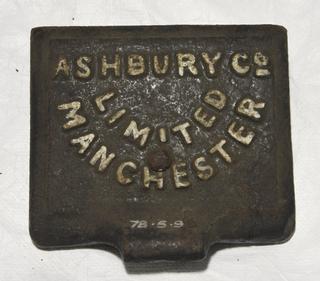 ASHBURY Co
LIMITED
MANCHESTER
78·5·9